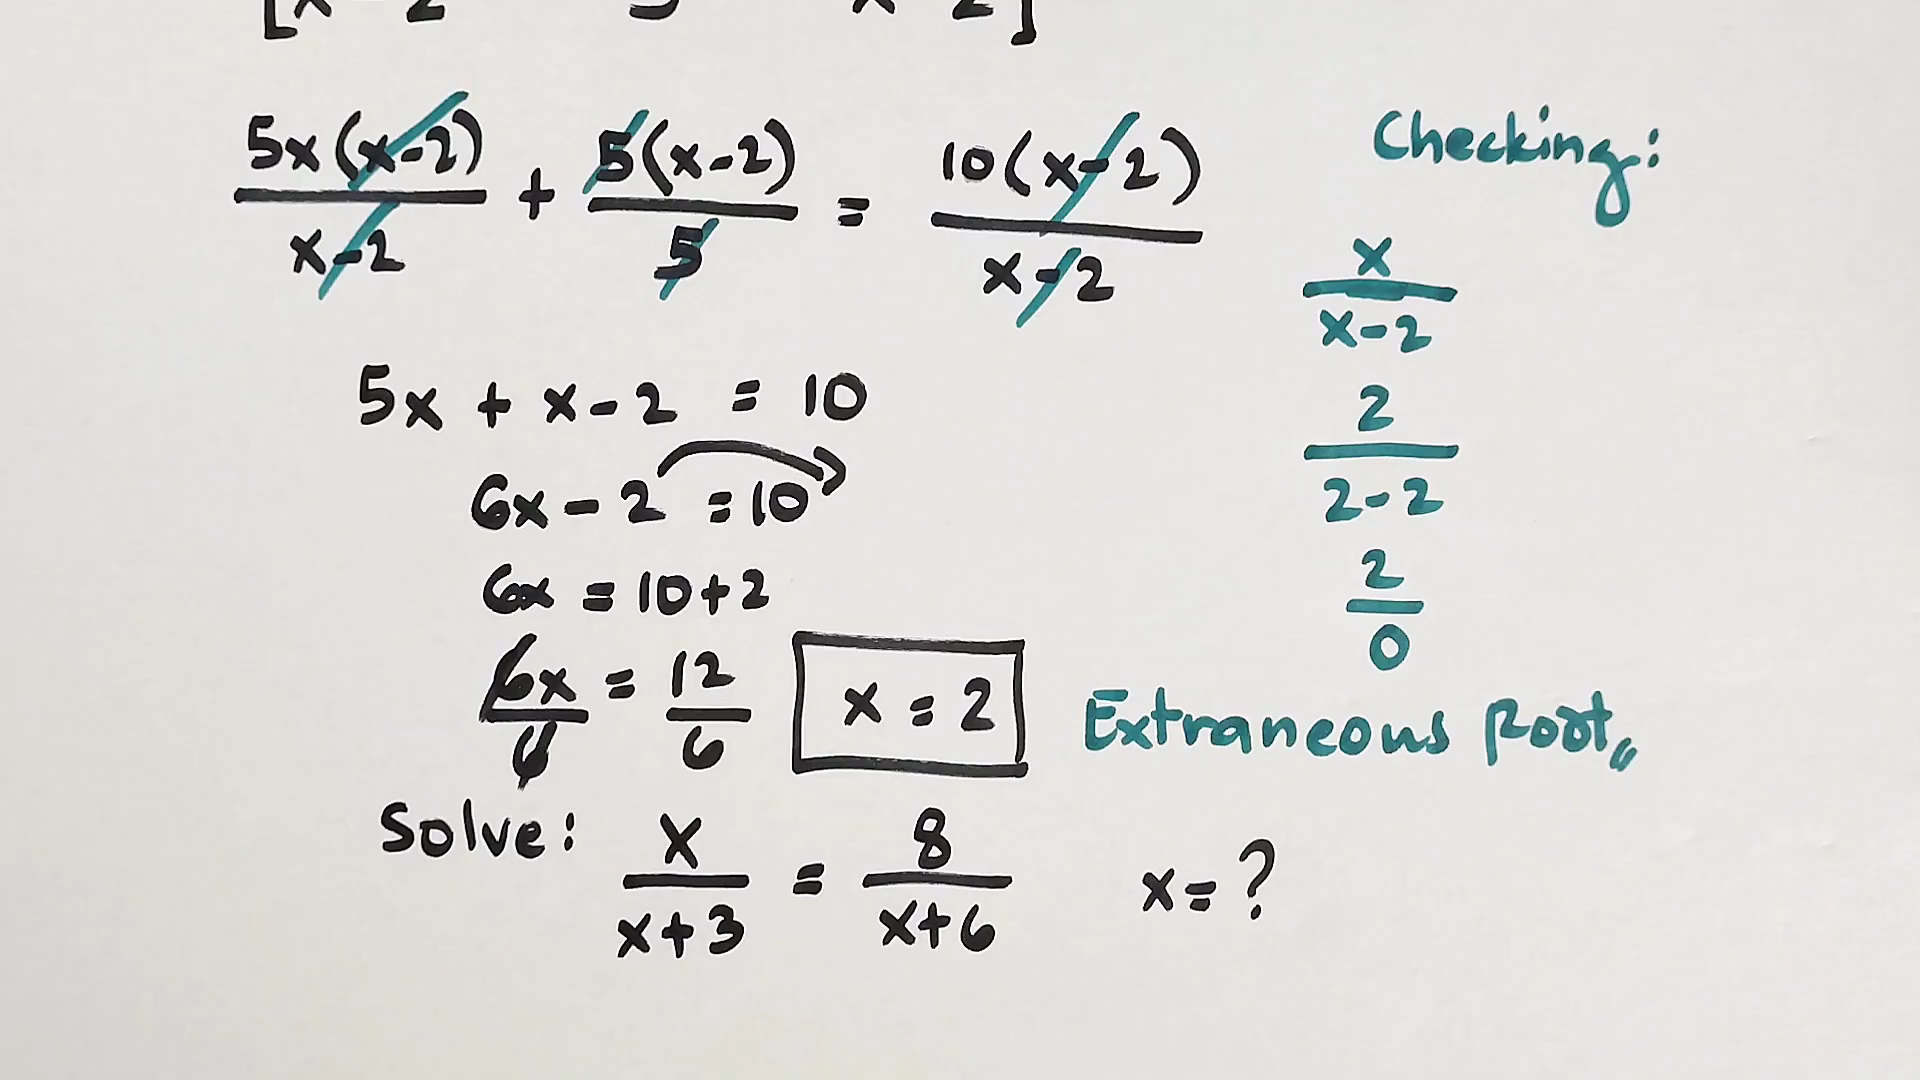 5x(x-2)/x-2 + 5(x-2)/5 = 10(x-2)/x-2
5x + x-2 = 10
6x - 2 = 10
6x = 10+2
6x/6 = 12/6
x = 2
Checking:
x/x-2
2/2-2
2/0
Extraneous root
Solve: x/x+3 = 8/x+6 x=?